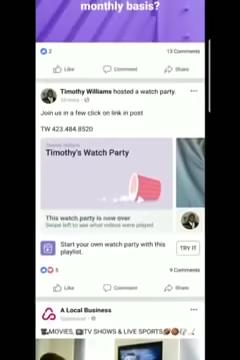 monthly basis?
2
13 Comments
Like
Comment
Share
Timothy Williams hosted a watch party.
Join us in a few click on link in post
TW 423.484.8520
Timothy's Watch Party
This watch party is now over
Swipe left to see what videos were played
Start your own watch party with this
playlist.
TRY IT
5
9 Comments
Like
Comment
Share
A Local Business
Sponsored
MOVIES, TV SHOWS & LIVE SPORTS